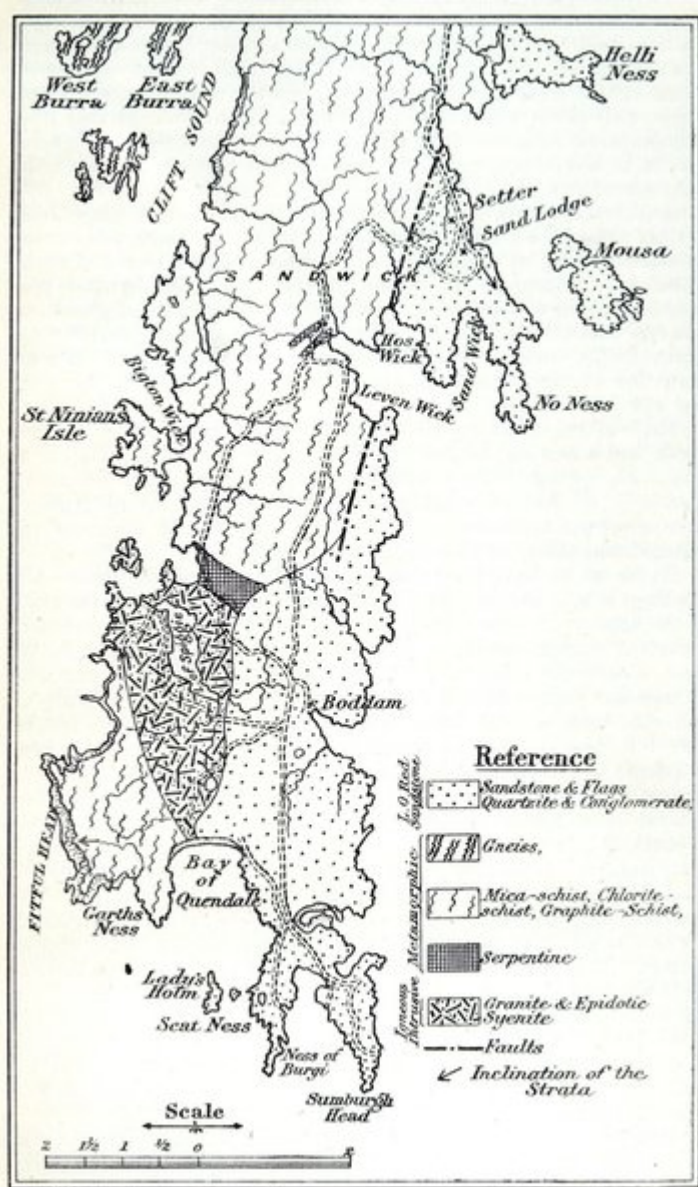 Helli
Ness
West
Burra
East
Burra
CLIFT SOUND
Setter
Sand Lodge
Mousa
SANDWICK
Hos
Wick
Sand Wick
No Ness
Leven Wick
Bigton Wick
St Ninian's
Isle
Boddam
FITFUL HEAD
Garths
Ness
Bay
of
Quendale
Lady's
Holm
Scat Ness
Ness of
Burgi
Sumburgh
Head
Reference
L. O. Red
Sandstone
Sandstone & Flags
Quartzite & Conglomerate,
Metamorphic
Gneiss,
Mica-schist, Chlorite-
schist, Graphite-Schist,
Serpentine
Igneous
Intrusive
Granite & Epidotic
Syenite
Faults
Inclination of the
Strata
Scale
2 1½ 1 ½ 0